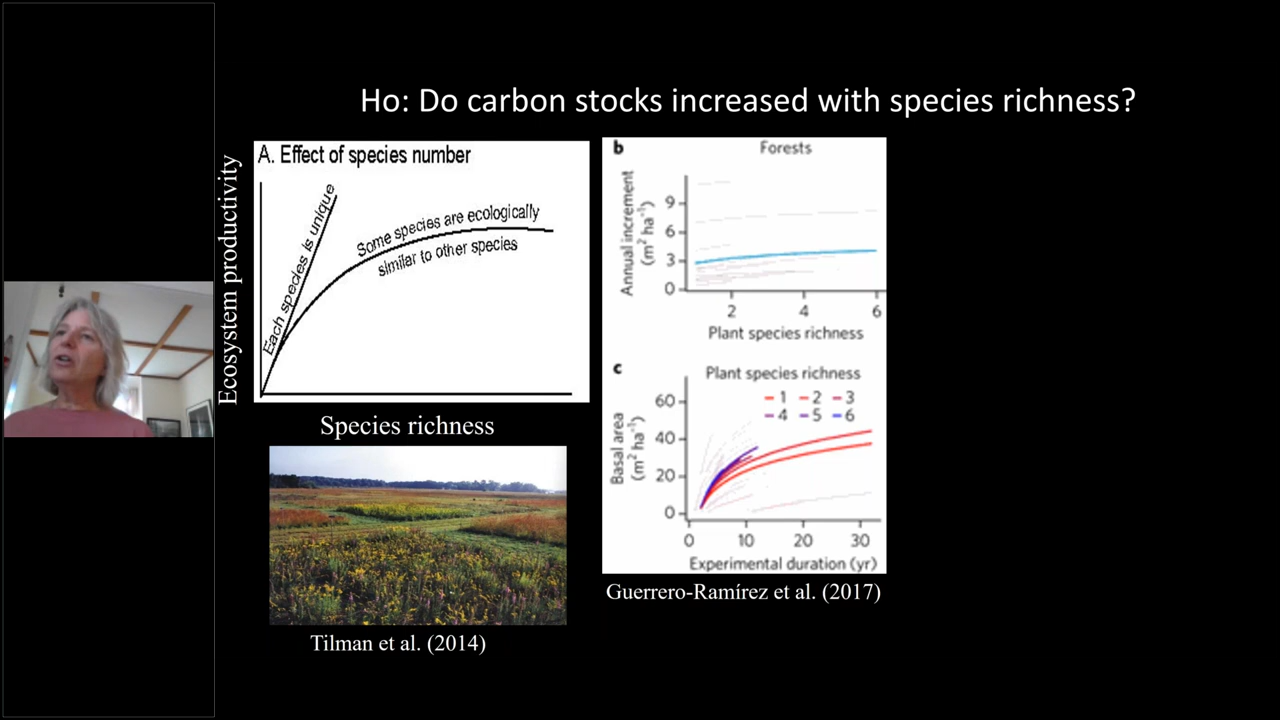 Ho: Do carbon stocks increased with species richness?
A. Effect of species number
Ecosystem productivity
Each species is unique
Some species are ecologically
similar to other species
Species richness
Tilman et al. (2014)
b
Forests
Annual increment
(m² ha⁻¹)
9
6
3
0
2 4 6
Plant species richness
c
Plant species richness
1 2 3
4 5 6
Basal area
(m² ha⁻¹)
60
40
20
0
0 10 20 30
Experimental duration (yr)
Guerrero-Ramírez et al. (2017)